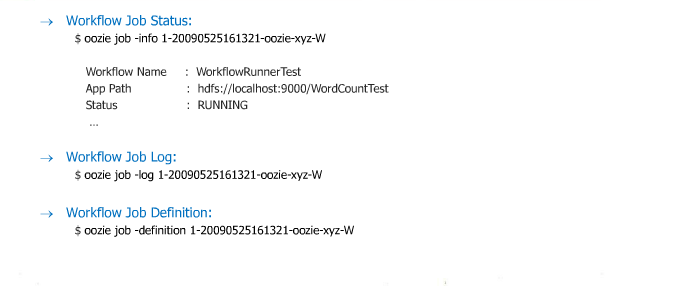 → Workflow Job Status:
$ oozie job -info 1-20090525161321-oozie-xyz-W
Workflow Name : WorkflowRunnerTest
App Path : hdfs://localhost:9000/WordCountTest
Status : RUNNING
...
→ Workflow Job Log:
$ oozie job -log 1-20090525161321-oozie-xyz-W
→ Workflow Job Definition:
$ oozie job -definition 1-20090525161321-oozie-xyz-W